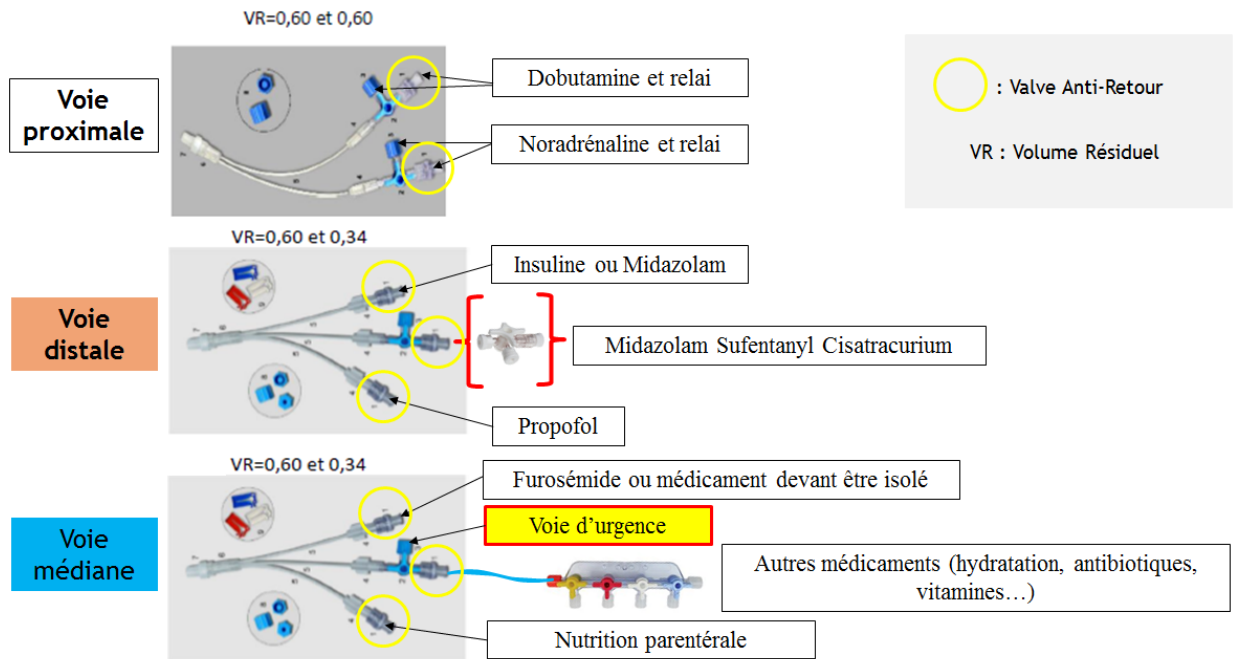 VR=0,60 et 0,60
Voie
proximale
Dobutamine et relai
Noradrénaline et relai
: Valve Anti-Retour
VR : Volume Résiduel
VR=0,60 et 0,34
Voie
distale
Insuline ou Midazolam
Midazolam Sufentanyl Cisatracurium
Propofol
VR=0,60 et 0,34
Voie
médiane
Furosémide ou médicament devant être isolé
Voie d’urgence
Autres médicaments (hydratation, antibiotiques,
vitamines…)
Nutrition parentérale